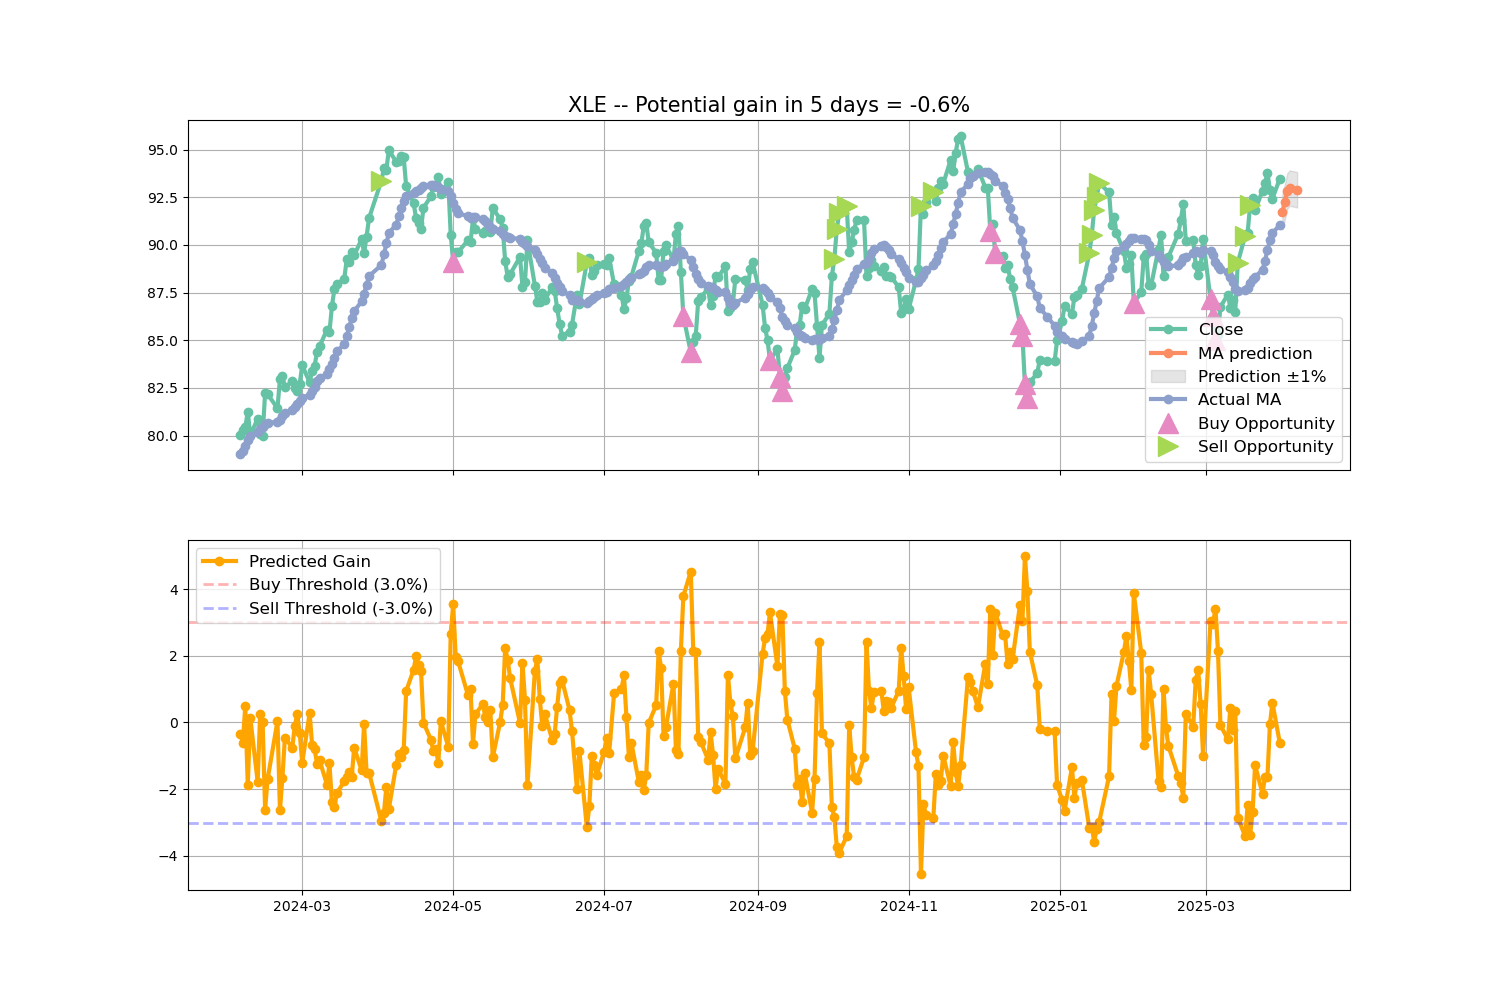 XLE -- Potential gain in 5 days = -0.6%
95.0
92.5
90.0
87.5
85.0
82.5
80.0
Close
MA prediction
Prediction ±1%
Actual MA
Buy Opportunity
Sell Opportunity
Predicted Gain
Buy Threshold (3.0%)
Sell Threshold (-3.0%)
4
2
0
−2
−4
2024-03 2024-05 2024-07 2024-09 2024-11 2025-01 2025-03